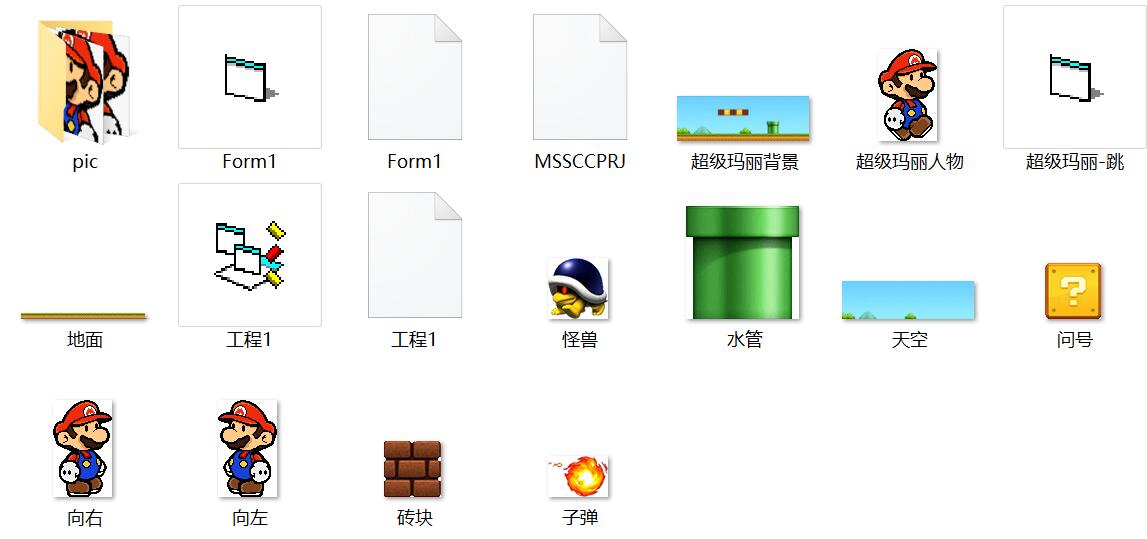 pic
Form1
Form1
MSSCCPRJ
超级玛丽背景
超级玛丽人物
超级玛丽-跳
地面
工程1
工程1
怪兽
水管
天空
?
问号
向右
向左
砖块
子弹